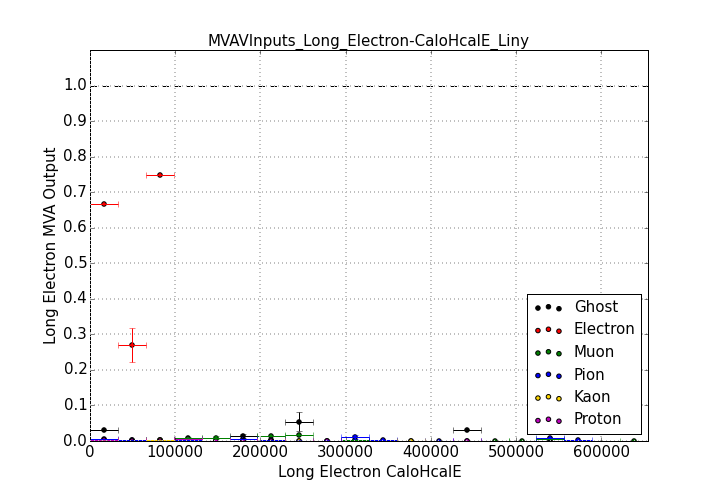 MVAVInputs_Long_Electron-CaloHcalE_Liny
1.0
0.9
0.8
0.7
0.6
0.5
0.4
0.3
0.2
0.1
0.0
Long Electron MVA Output
Ghost
Electron
Muon
Pion
Kaon
Proton
0 100000 200000 300000 400000 500000 600000
Long Electron CaloHcalE